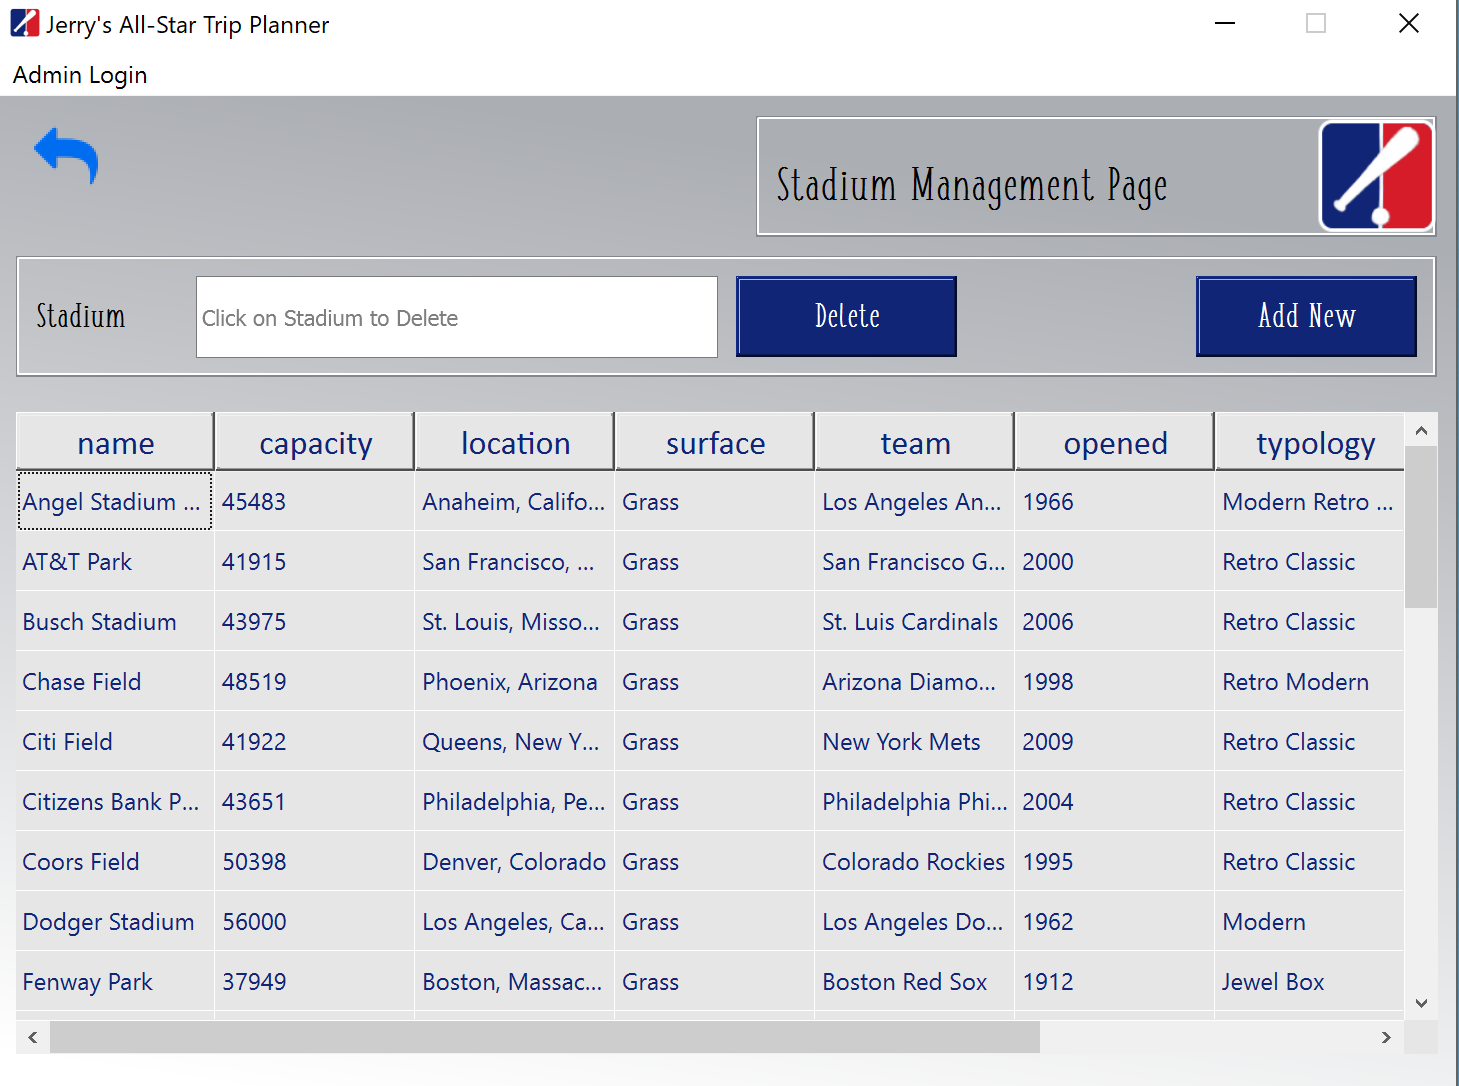 Jerry's All-Star Trip Planner
Admin Login
Stadium Management Page
Stadium Click on Stadium to Delete Delete Add New
name capacity location surface team opened typology
Angel Stadium ... 45483 Anaheim, Califo... Grass Los Angeles An... 1966 Modern Retro ...
AT&T Park 41915 San Francisco, ... Grass San Francisco G... 2000 Retro Classic
Busch Stadium 43975 St. Louis, Misso... Grass St. Luis Cardinals 2006 Retro Classic
Chase Field 48519 Phoenix, Arizona Grass Arizona Diamo... 1998 Retro Modern
Citi Field 41922 Queens, New Y... Grass New York Mets 2009 Retro Classic
Citizens Bank P... 43651 Philadelphia, Pe... Grass Philadelphia Phi... 2004 Retro Classic
Coors Field 50398 Denver, Colorado Grass Colorado Rockies 1995 Retro Classic
Dodger Stadium 56000 Los Angeles, Ca... Grass Los Angeles Do... 1962 Modern
Fenway Park 37949 Boston, Massac... Grass Boston Red Sox 1912 Jewel Box